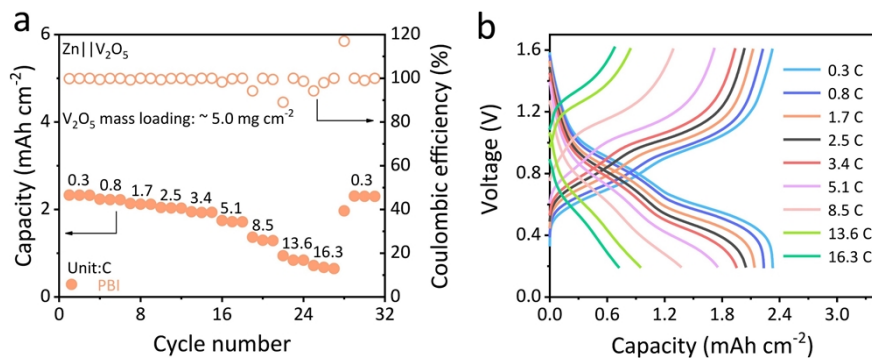 a
Zn||V₂O₅
V₂O₅ mass loading: ~ 5.0 mg cm⁻²
0.3 0.8 1.7 2.5 3.4 5.1 8.5 13.6 16.3 0.3
Unit:C
PBI
Capacity (mAh cm⁻²)
6
4
2
0
Coulombic efficiency (%)
120
100
80
60
40
20
0
0 8 16 24 32
Cycle number
b
Voltage (V)
1.6
1.2
0.8
0.4
0.0
0.0 0.6 1.2 1.8 2.4 3.0
Capacity (mAh cm⁻²)
0.3 C
0.8 C
1.7 C
2.5 C
3.4 C
5.1 C
8.5 C
13.6 C
16.3 C